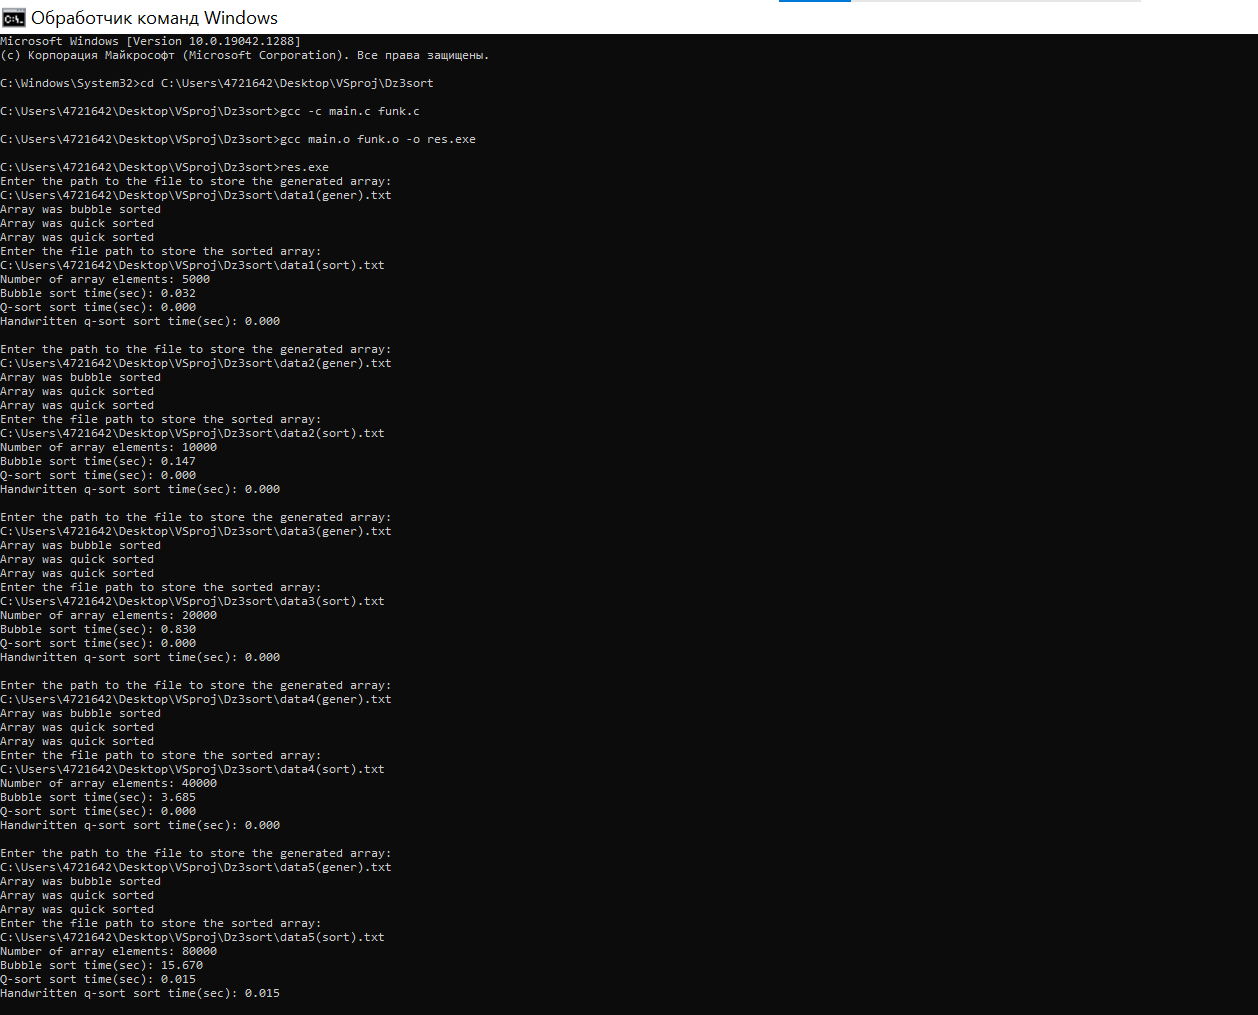 Обработчик команд Windows
Microsoft Windows [Version 10.0.19042.1288]
(c) Корпорация Майкрософт (Microsoft Corporation). Все права защищены.
C:\Windows\System32>cd C:\Users\4721642\Desktop\VSproj\Dz3sort
C:\Users\4721642\Desktop\VSproj\Dz3sort>gcc -c main.c funk.c
C:\Users\4721642\Desktop\VSproj\Dz3sort>gcc main.o funk.o -o res.exe
C:\Users\4721642\Desktop\VSproj\Dz3sort>res.exe
Enter the path to the file to store the generated array:
C:\Users\4721642\Desktop\VSproj\Dz3sort\data1(gener).txt
Array was bubble sorted
Array was quick sorted
Array was quick sorted
Enter the file path to store the sorted array:
C:\Users\4721642\Desktop\VSproj\Dz3sort\data1(sort).txt
Number of array elements: 5000
Bubble sort time(sec): 0.032
Q-sort sort time(sec): 0.000
Handwritten q-sort sort time(sec): 0.000
Enter the path to the file to store the generated array:
C:\Users\4721642\Desktop\VSproj\Dz3sort\data2(gener).txt
Array was bubble sorted
Array was quick sorted
Array was quick sorted
Enter the file path to store the sorted array:
C:\Users\4721642\Desktop\VSproj\Dz3sort\data2(sort).txt
Number of array elements: 10000
Bubble sort time(sec): 0.147
Q-sort sort time(sec): 0.000
Handwritten q-sort sort time(sec): 0.000
Enter the path to the file to store the generated array:
C:\Users\4721642\Desktop\VSproj\Dz3sort\data3(gener).txt
Array was bubble sorted
Array was quick sorted
Array was quick sorted
Enter the file path to store the sorted array:
C:\Users\4721642\Desktop\VSproj\Dz3sort\data3(sort).txt
Number of array elements: 20000
Bubble sort time(sec): 0.830
Q-sort sort time(sec): 0.000
Handwritten q-sort sort time(sec): 0.000
Enter the path to the file to store the generated array:
C:\Users\4721642\Desktop\VSproj\Dz3sort\data4(gener).txt
Array was bubble sorted
Array was quick sorted
Array was quick sorted
Enter the file path to store the sorted array:
C:\Users\4721642\Desktop\VSproj\Dz3sort\data4(sort).txt
Number of array elements: 40000
Bubble sort time(sec): 3.685
Q-sort sort time(sec): 0.000
Handwritten q-sort sort time(sec): 0.000
Enter the path to the file to store the generated array:
C:\Users\4721642\Desktop\VSproj\Dz3sort\data5(gener).txt
Array was bubble sorted
Array was quick sorted
Array was quick sorted
Enter the file path to store the sorted array:
C:\Users\4721642\Desktop\VSproj\Dz3sort\data5(sort).txt
Number of array elements: 80000
Bubble sort time(sec): 15.670
Q-sort sort time(sec): 0.015
Handwritten q-sort sort time(sec): 0.015